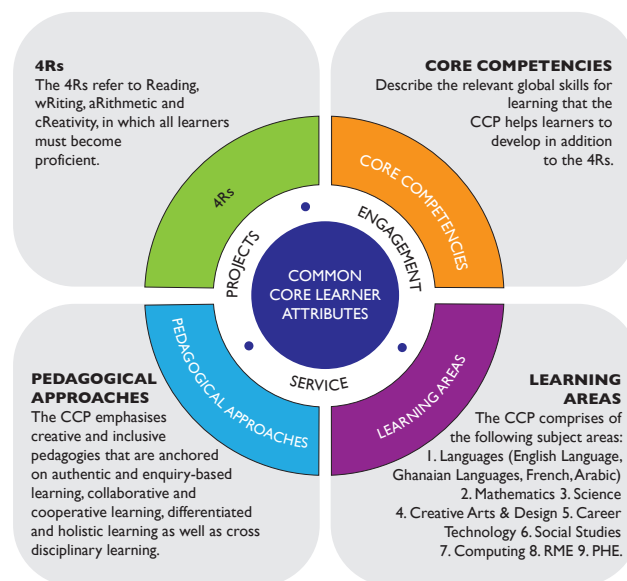 4Rs
The 4Rs refer to Reading,
wRiting, aRithmetic and
cReativity, in which all learners
must become
proficient.
CORE COMPETENCIES
Describe the relevant global skills for
learning that the
CCP helps learners to
develop in addition
to the 4Rs.
4Rs
CORE COMPETENCIES
PROJECTS
ENGAGEMENT
SERVICE
COMMON
CORE LEARNER
ATTRIBUTES
PEDAGOGICAL APPROACHES
LEARNING AREAS
PEDAGOGICAL
APPROACHES
The CCP emphasises
creative and inclusive
pedagogies that are anchored
on authentic and enquiry-based
learning, collaborative and
cooperative learning, differentiated
and holistic learning as well as cross
disciplinary learning.
LEARNING
AREAS
The CCP comprises of
the following subject areas:
1. Languages (English Language,
Ghanaian Languages, French, Arabic)
2. Mathematics 3. Science
4. Creative Arts & Design 5. Career
Technology 6. Social Studies
7. Computing 8. RME 9. PHE.